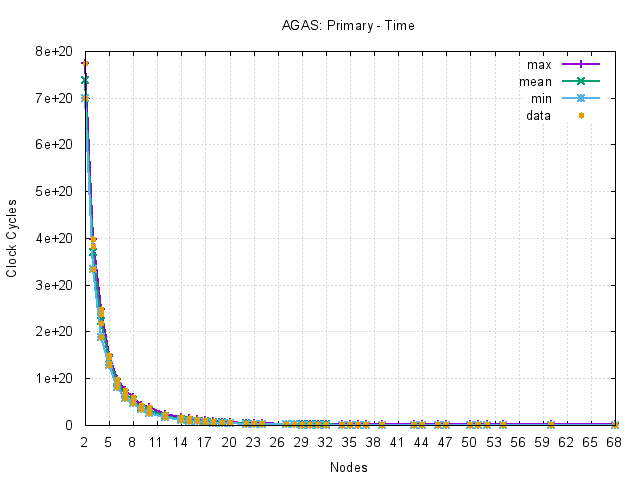 AGAS: Primary - Time
8e+20
7e+20
6e+20
5e+20
4e+20
3e+20
2e+20
1e+20
0
Clock Cycles
max
mean
min
data
2 5 8 11 14 17 20 23 26 29 32 35 38 41 44 47 50 53 56 59 62 65 68
Nodes